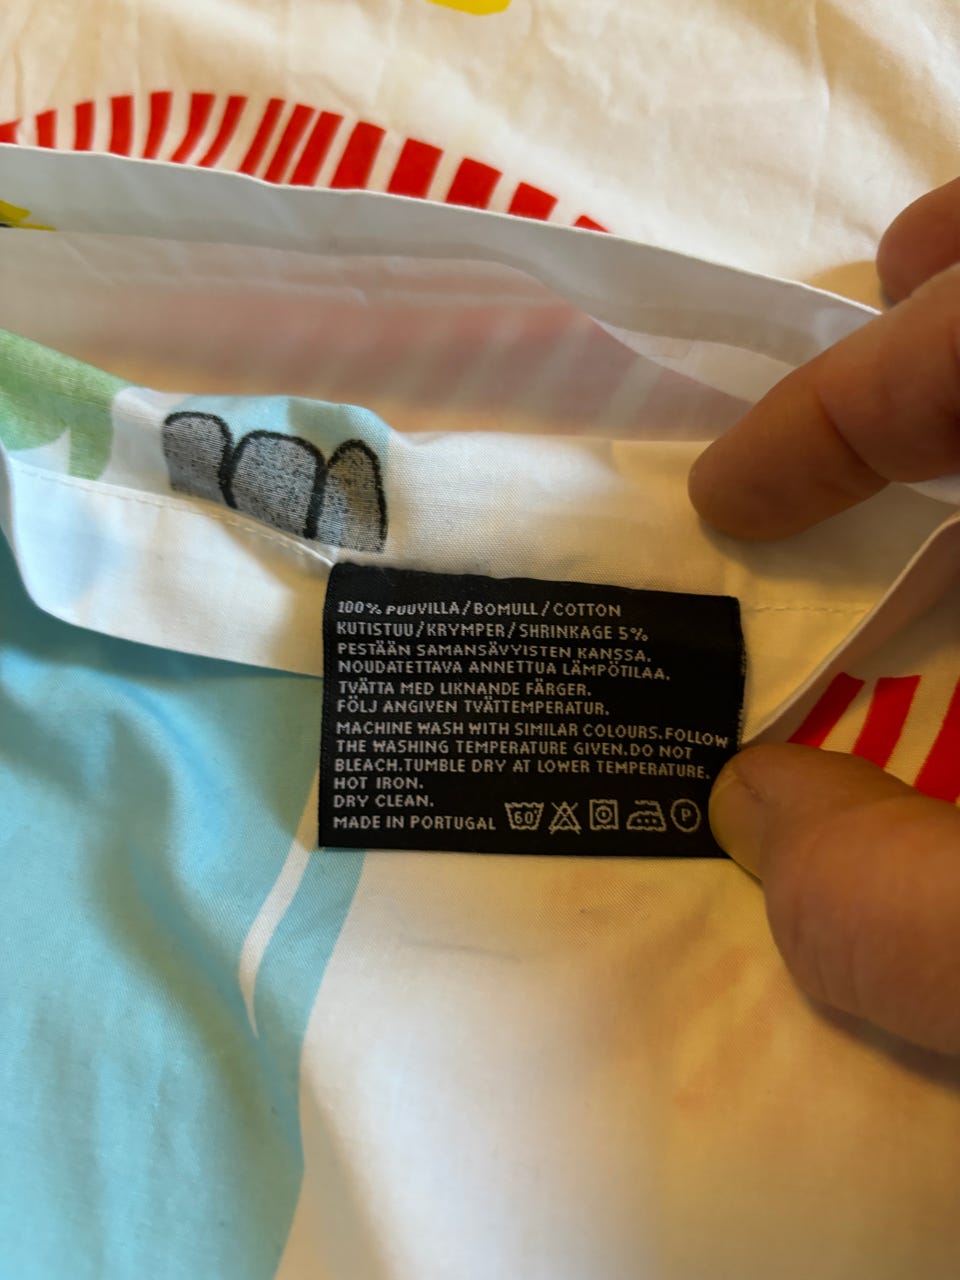 100% PUUVILLA/BOMULL/COTTON
KUTISTUU/KRYMPER/SHRINKAGE 5%
PESTÄÄN SAMANSÄVYISTEN KANSSA.
NOUDATETTAVA ANNETTUA LÄMPÖTILAA.
TVÄTTA MED LIKNANDE FÄRGER.
FÖLJ ANGIVEN TVÄTTEMPERATUR.
MACHINE WASH WITH SIMILAR COLOURS.FOLLOW
THE WASHING TEMPERATURE GIVEN.DO NOT
BLEACH.TUMBLE DRY AT LOWER TEMPERATURE.
HOT IRON.
DRY CLEAN.
MADE IN PORTUGAL 60 P